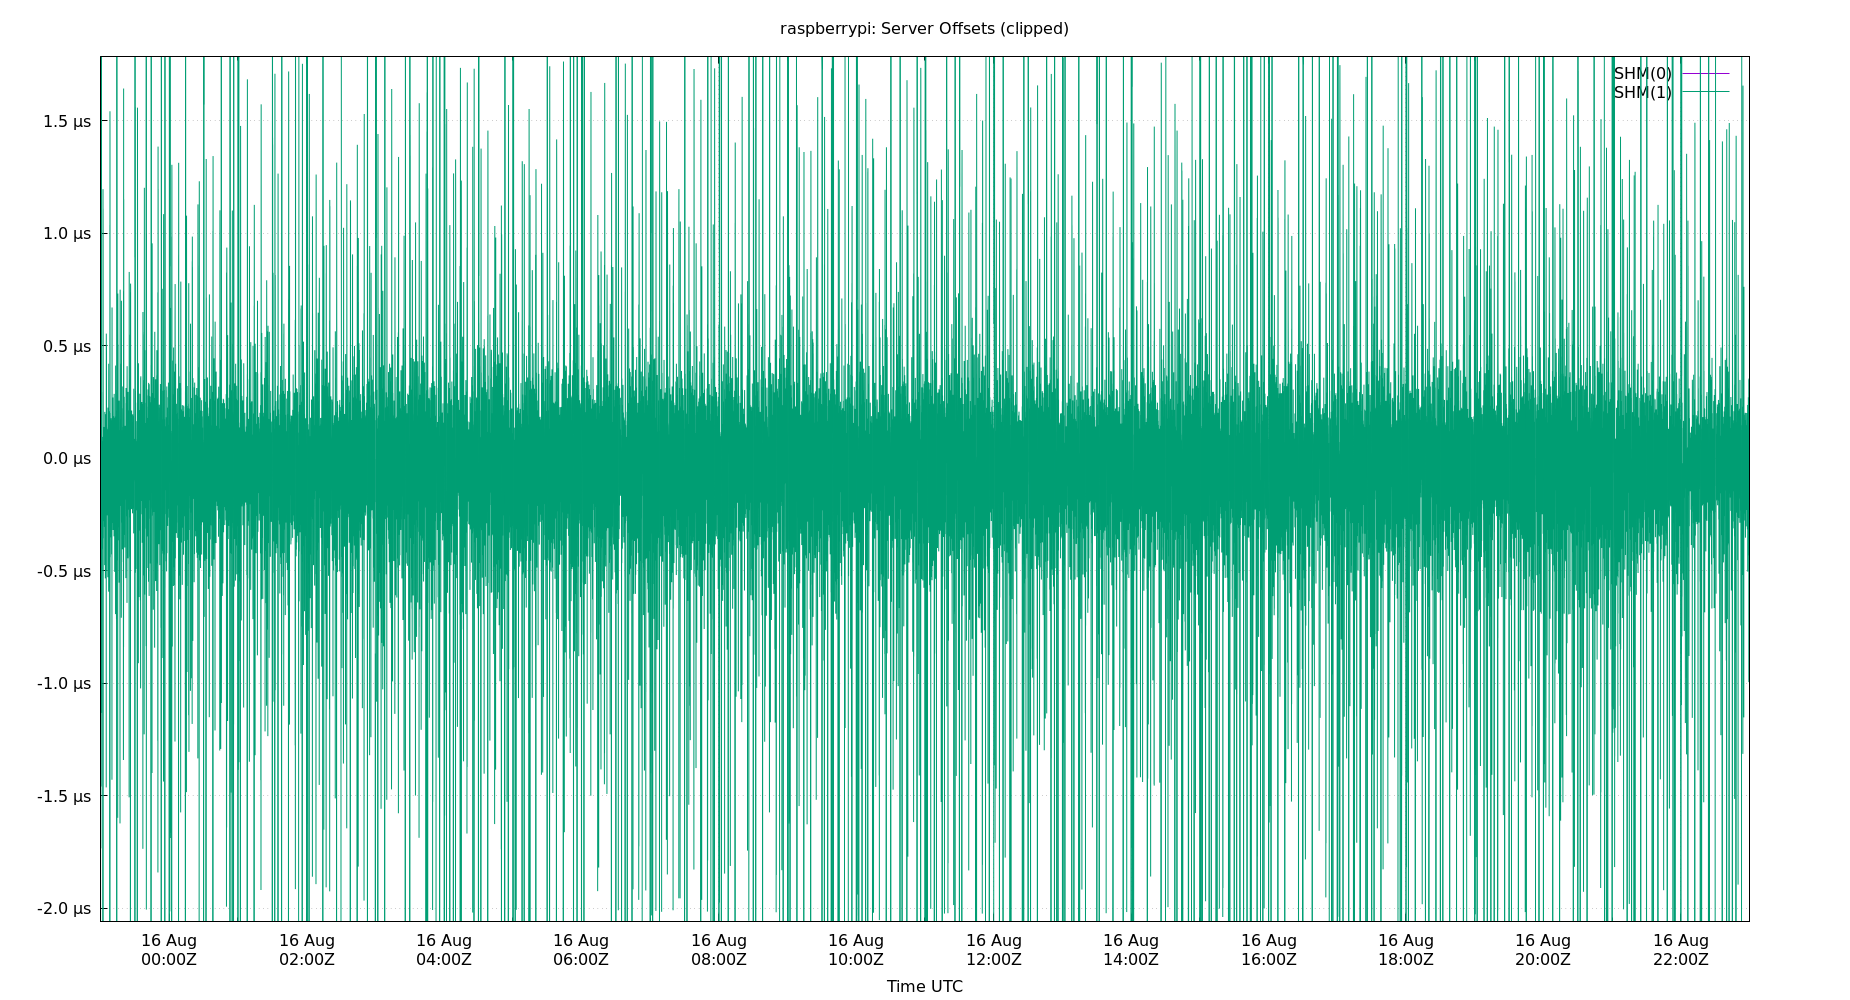 raspberrypi: Server Offsets (clipped)
SHM(0)
SHM(1)
1.5 µs
1.0 µs
0.5 µs
0.0 µs
-0.5 µs
-1.0 µs
-1.5 µs
-2.0 µs
16 Aug 16 Aug 16 Aug 16 Aug 16 Aug 16 Aug 16 Aug 16 Aug 16 Aug 16 Aug 16 Aug 16 Aug
00:00Z 02:00Z 04:00Z 06:00Z 08:00Z 10:00Z 12:00Z 14:00Z 16:00Z 18:00Z 20:00Z 22:00Z
Time UTC